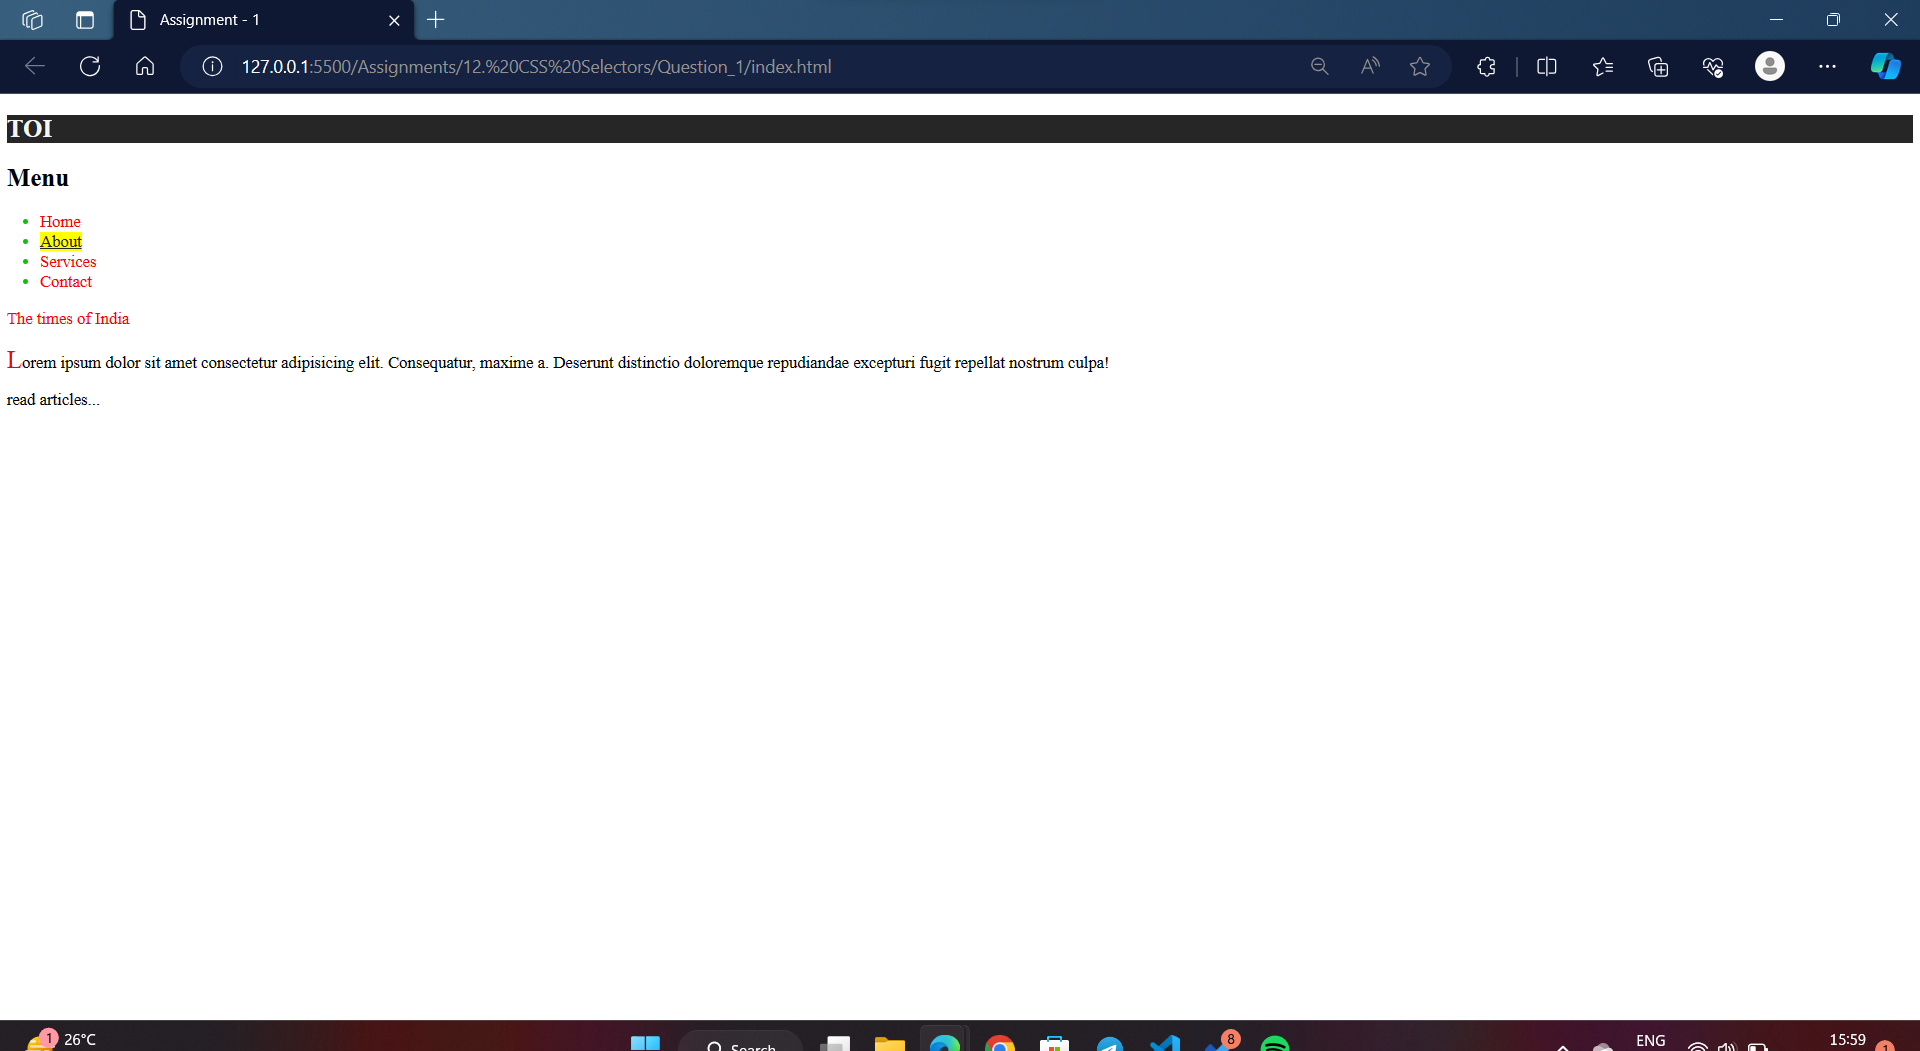 Assignment - 1
127.0.0.1:5500/Assignments/12.%20CSS%20Selectors/Question_1/index.html
TOI
Menu
Home
About
Services
Contact
The times of India
Lorem ipsum dolor sit amet consectetur adipisicing elit. Consequatur, maxime a. Deserunt distinctio doloremque repudiandae excepturi fugit repellat nostrum culpa!
read articles...
1 26°C
Search
8
ENG
15:59
1